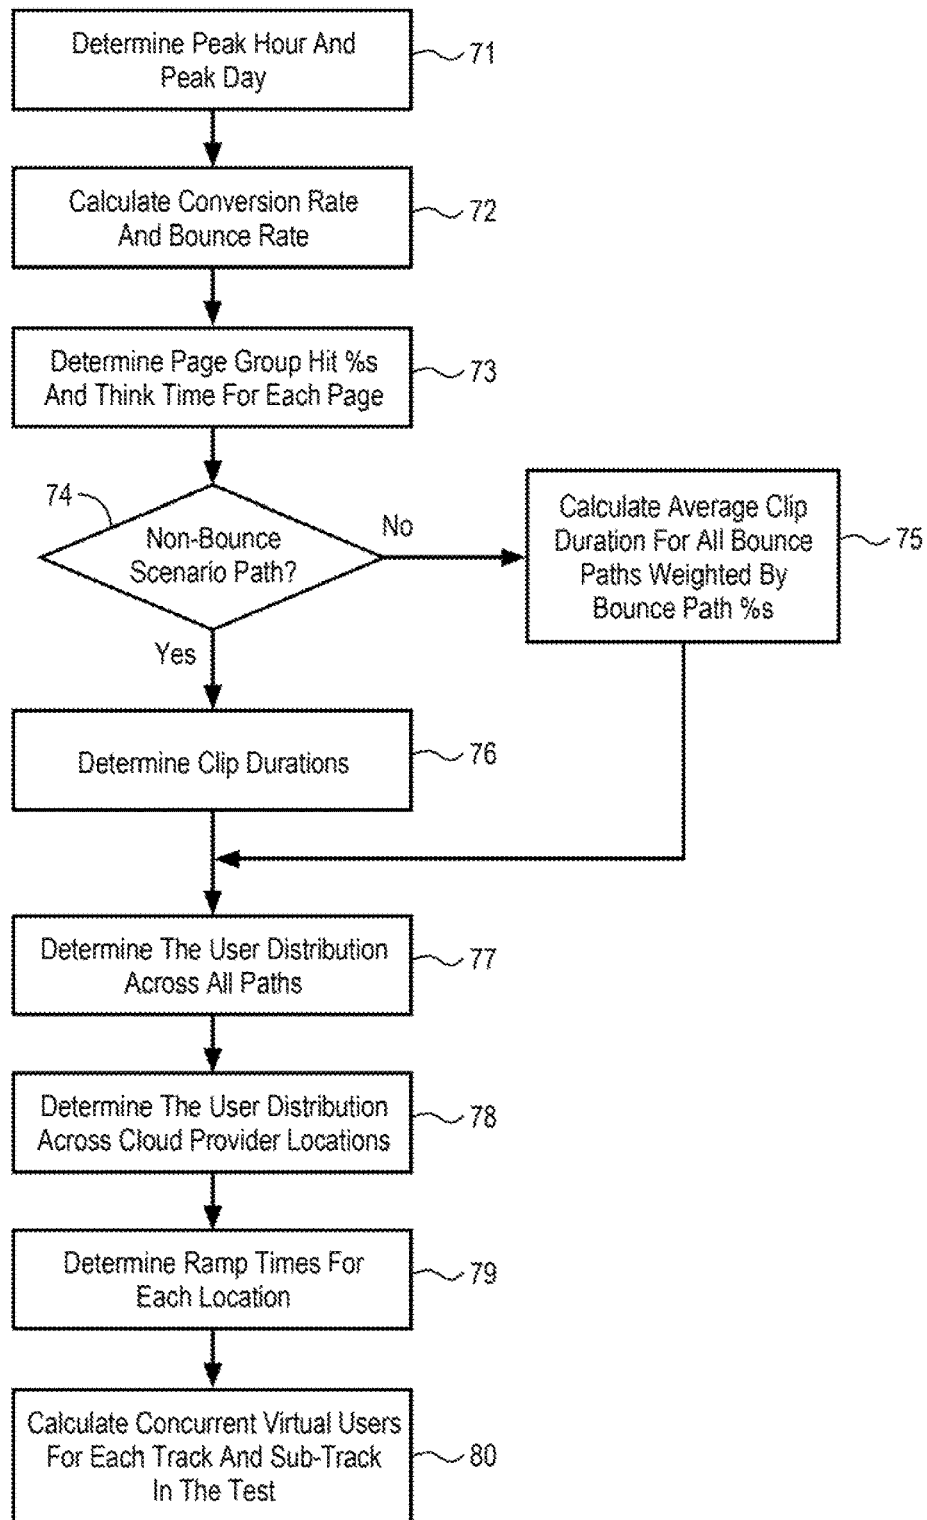 Determine Peak Hour And
Peak Day
71
Calculate Conversion Rate
And Bounce Rate
72
Determine Page Group Hit %s
And Think Time For Each Page
73
74
Non-Bounce
Scenario Path?
No
Yes
Calculate Average Clip
Duration For All Bounce
Paths Weighted By
Bounce Path %s
75
Determine Clip Durations
76
Determine The User Distribution
Across All Paths
77
Determine The User Distribution
Across Cloud Provider Locations
78
Determine Ramp Times For
Each Location
79
Calculate Concurrent Virtual Users
For Each Track And Sub-Track
In The Test
80